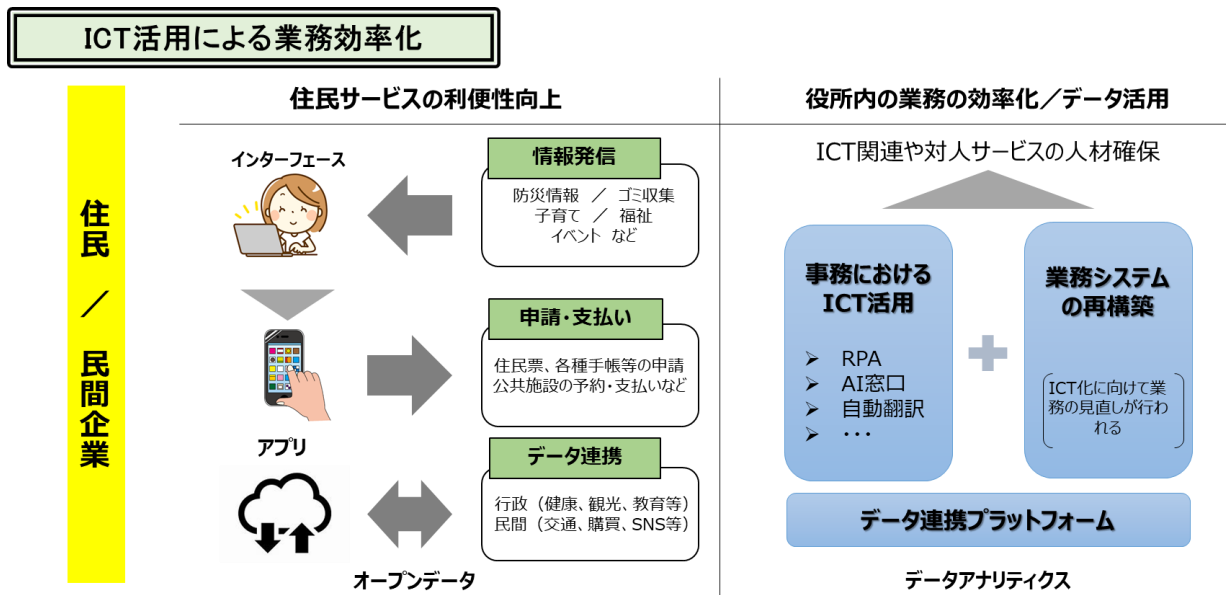 ICT活用による業務効率化
住民 ／ 民間企業
住民サービスの利便性向上
インターフェース
情報発信
防災情報 ／ ゴミ収集
子育て ／ 福祉
イベント など
申請・支払い
住民票、各種手帳等の申請
公共施設の予約・支払いなど
アプリ
データ連携
行政（健康、観光、教育等）
民間（交通、購買、SNS等）
オープンデータ
役所内の業務の効率化／データ活用
ICT関連や対人サービスの人材確保
事務における
ICT活用
➢ RPA
➢ AI窓口
➢ 自動翻訳
➢ ・・・
業務システム
の再構築
ICT化に向けて業
務の見直しが行わ
れる
データ連携プラットフォーム
データアナリティクス